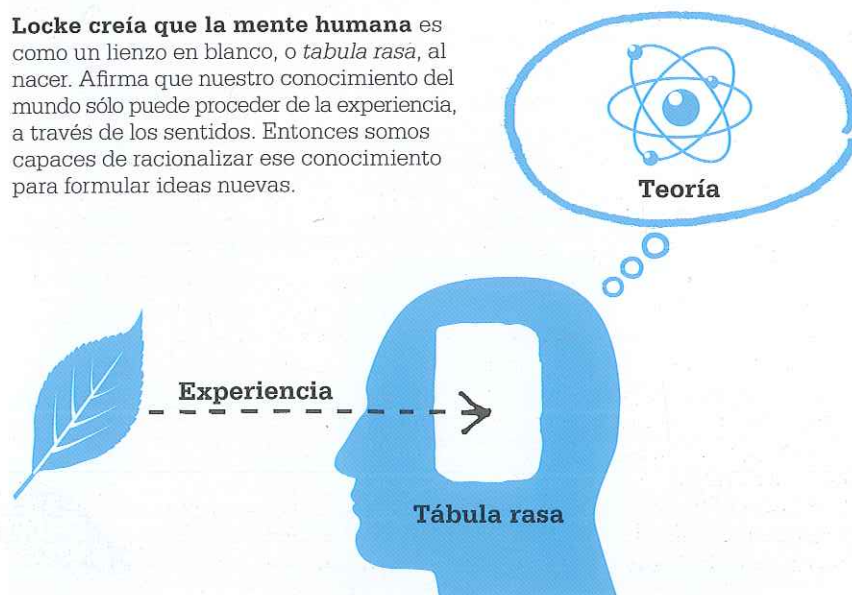 Locke creía que la mente humana es
como un lienzo en blanco, o tabula rasa, al
nacer. Afirma que nuestro conocimiento del
mundo sólo puede proceder de la experiencia,
a través de los sentidos. Entonces somos
capaces de racionalizar ese conocimiento
para formular ideas nuevas.
Teoría
Experiencia
Tábula rasa